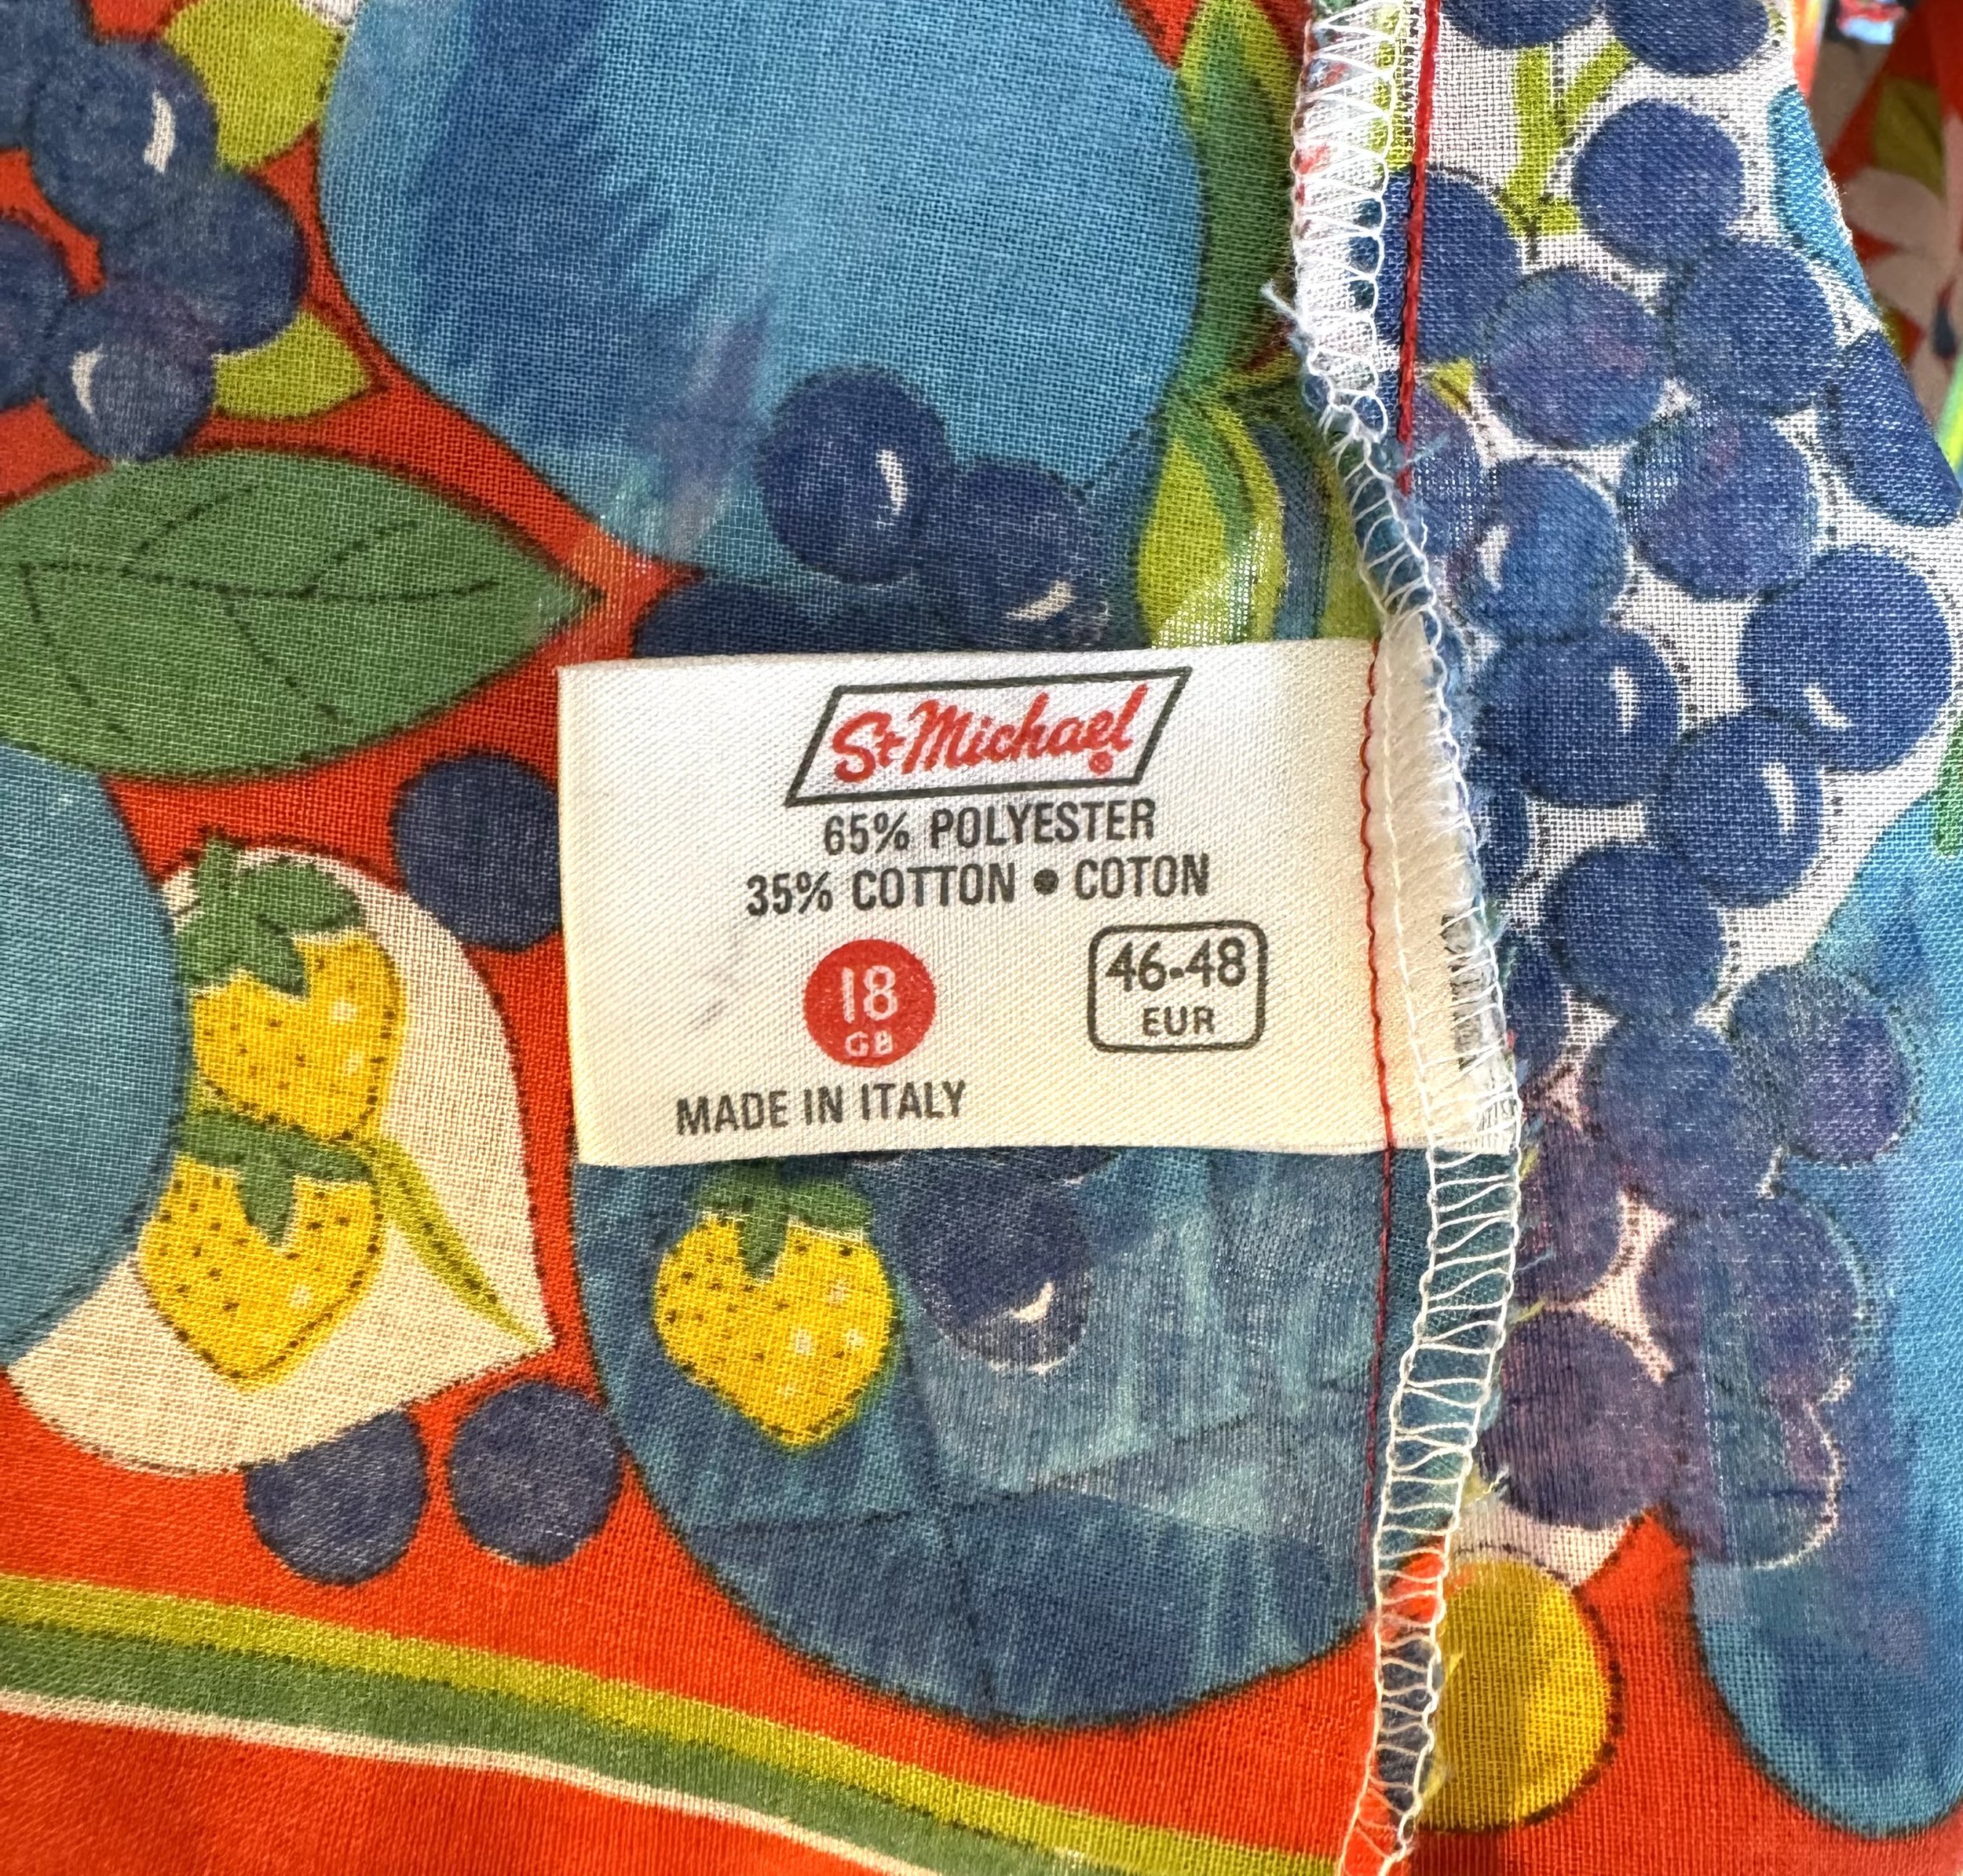 St Michael®
65% POLYESTER
35% COTTON • COTON
18
GB
46-48
EUR
MADE IN ITALY